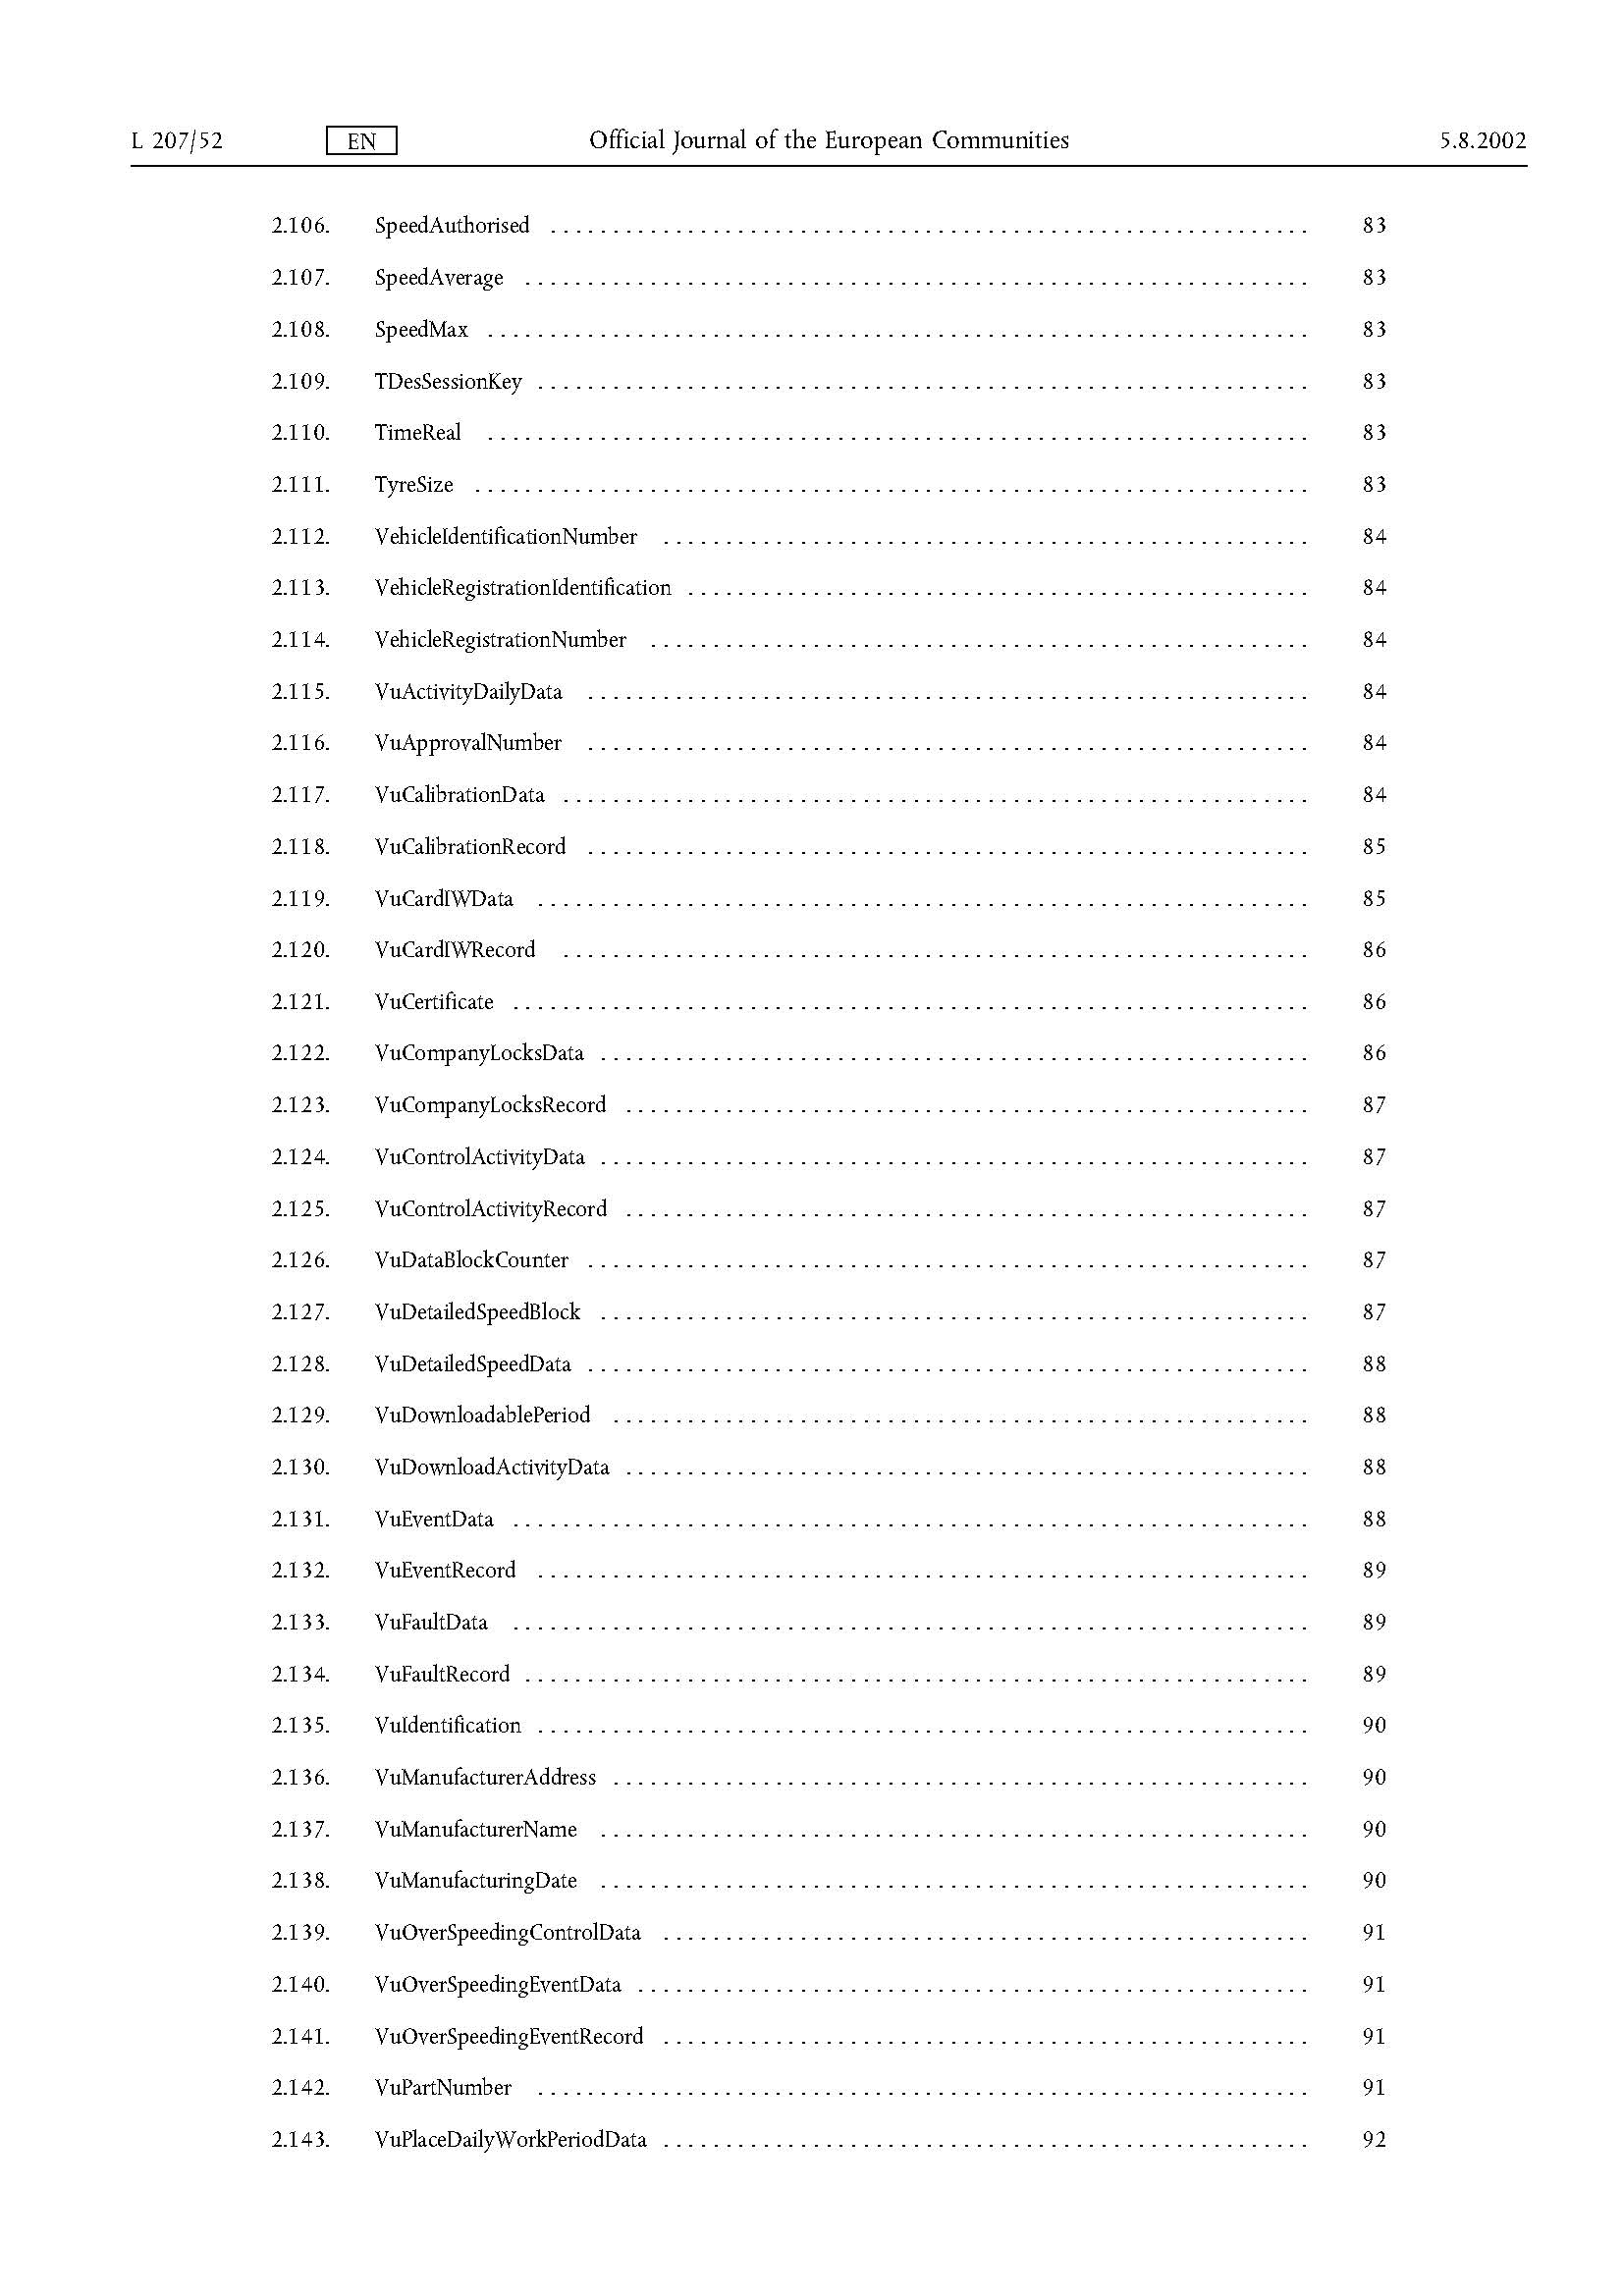 L 207/52 EN Official Journal of the European Communities 5.8.2002
2.106. SpeedAuthorised 83
2.107. SpeedAverage 83
2.108. SpeedMax 83
2.109. TDesSessionKey 83
2.110. TimeReal 83
2.111. TyreSize 83
2.112. VehicleIdentificationNumber 84
2.113. VehicleRegistrationIdentification 84
2.114. VehicleRegistrationNumber 84
2.115. VuActivityDailyData 84
2.116. VuApprovalNumber 84
2.117. VuCalibrationData 84
2.118. VuCalibrationRecord 85
2.119. VuCardIWData 85
2.120. VuCardIWRecord 86
2.121. VuCertificate 86
2.122. VuCompanyLocksData 86
2.123. VuCompanyLocksRecord 87
2.124. VuControlActivityData 87
2.125. VuControlActivityRecord 87
2.126. VuDataBlockCounter 87
2.127. VuDetailedSpeedBlock 87
2.128. VuDetailedSpeedData 88
2.129. VuDownloadablePeriod 88
2.130. VuDownloadActivityData 88
2.131. VuEventData 88
2.132. VuEventRecord 89
2.133. VuFaultData 89
2.134. VuFaultRecord 89
2.135. VuIdentification 90
2.136. VuManufacturerAddress 90
2.137. VuManufacturerName 90
2.138. VuManufacturingDate 90
2.139. VuOverSpeedingControlData 91
2.140. VuOverSpeedingEventData 91
2.141. VuOverSpeedingEventRecord 91
2.142. VuPartNumber 91
2.143. VuPlaceDailyWorkPeriodData 92